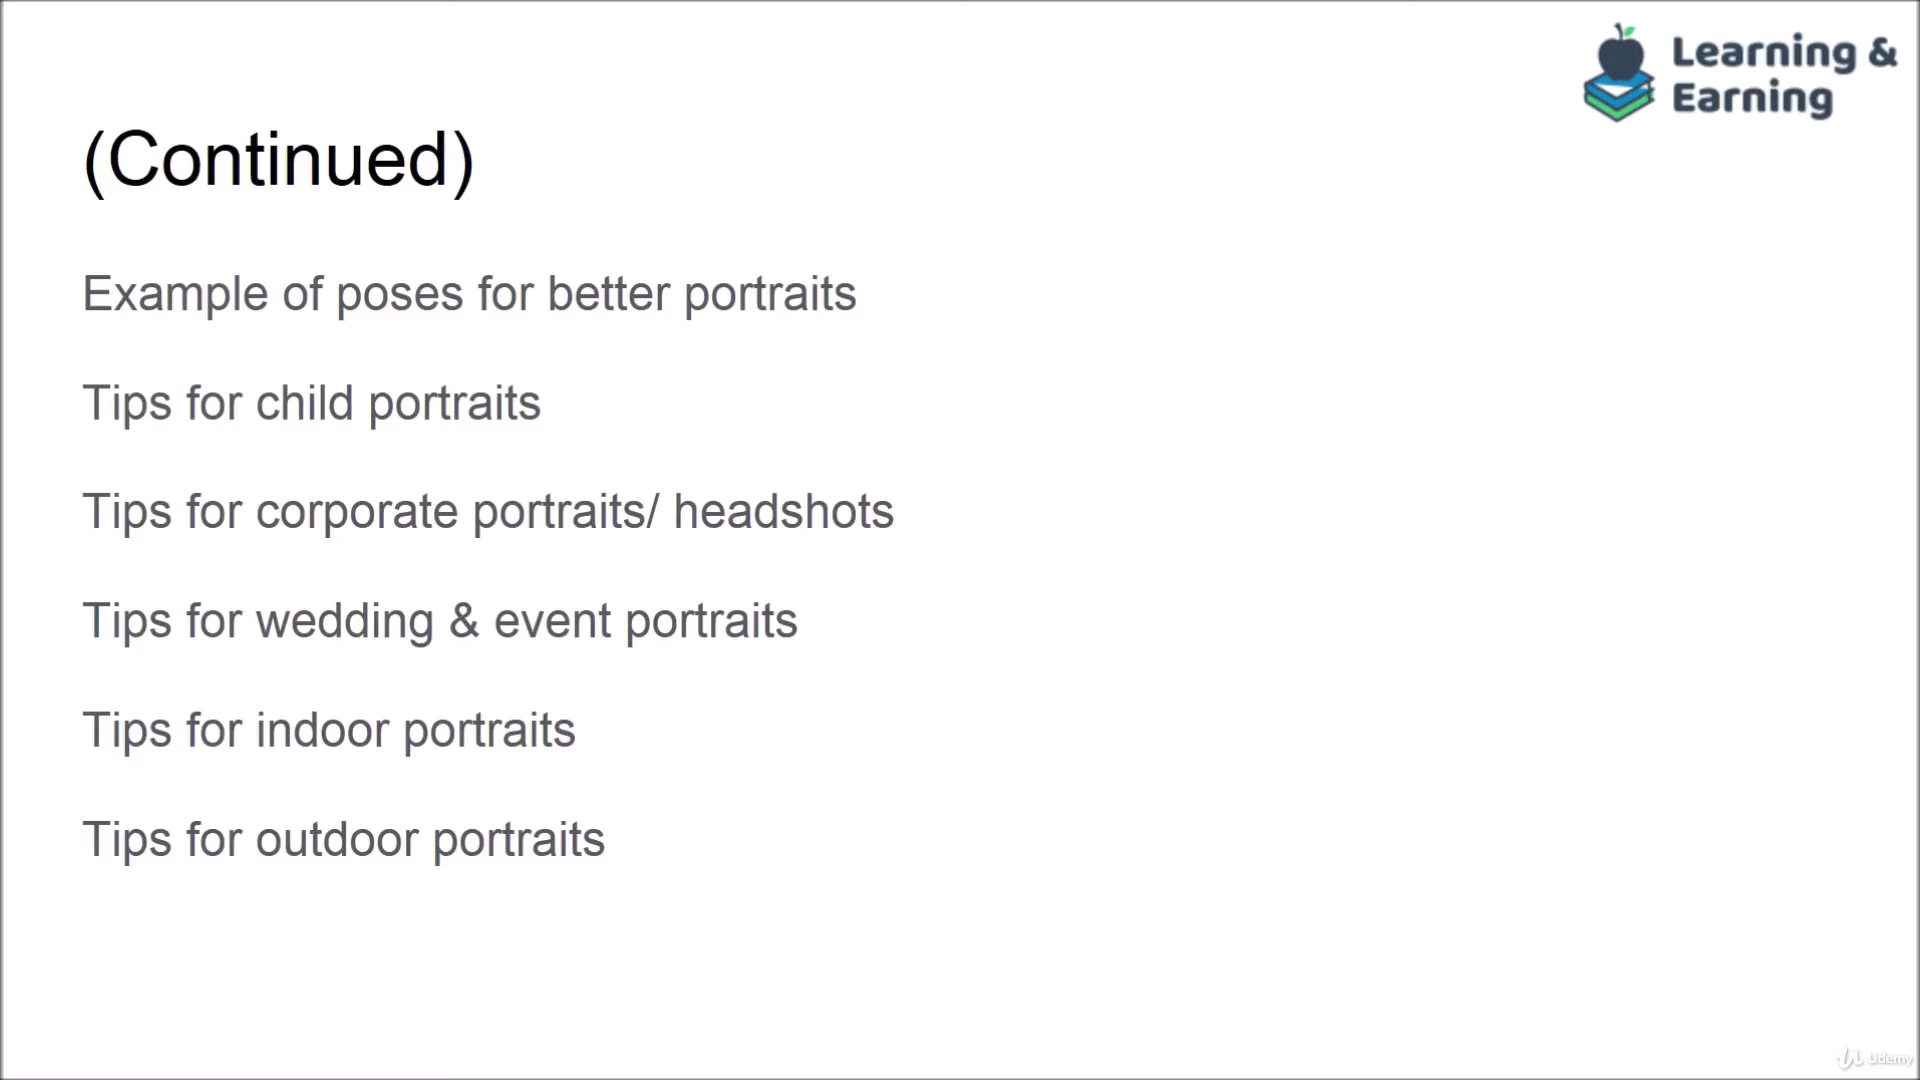 Learning &
Earning
(Continued)
Example of poses for better portraits
Tips for child portraits
Tips for corporate portraits/ headshots
Tips for wedding & event portraits
Tips for indoor portraits
Tips for outdoor portraits
Udemy